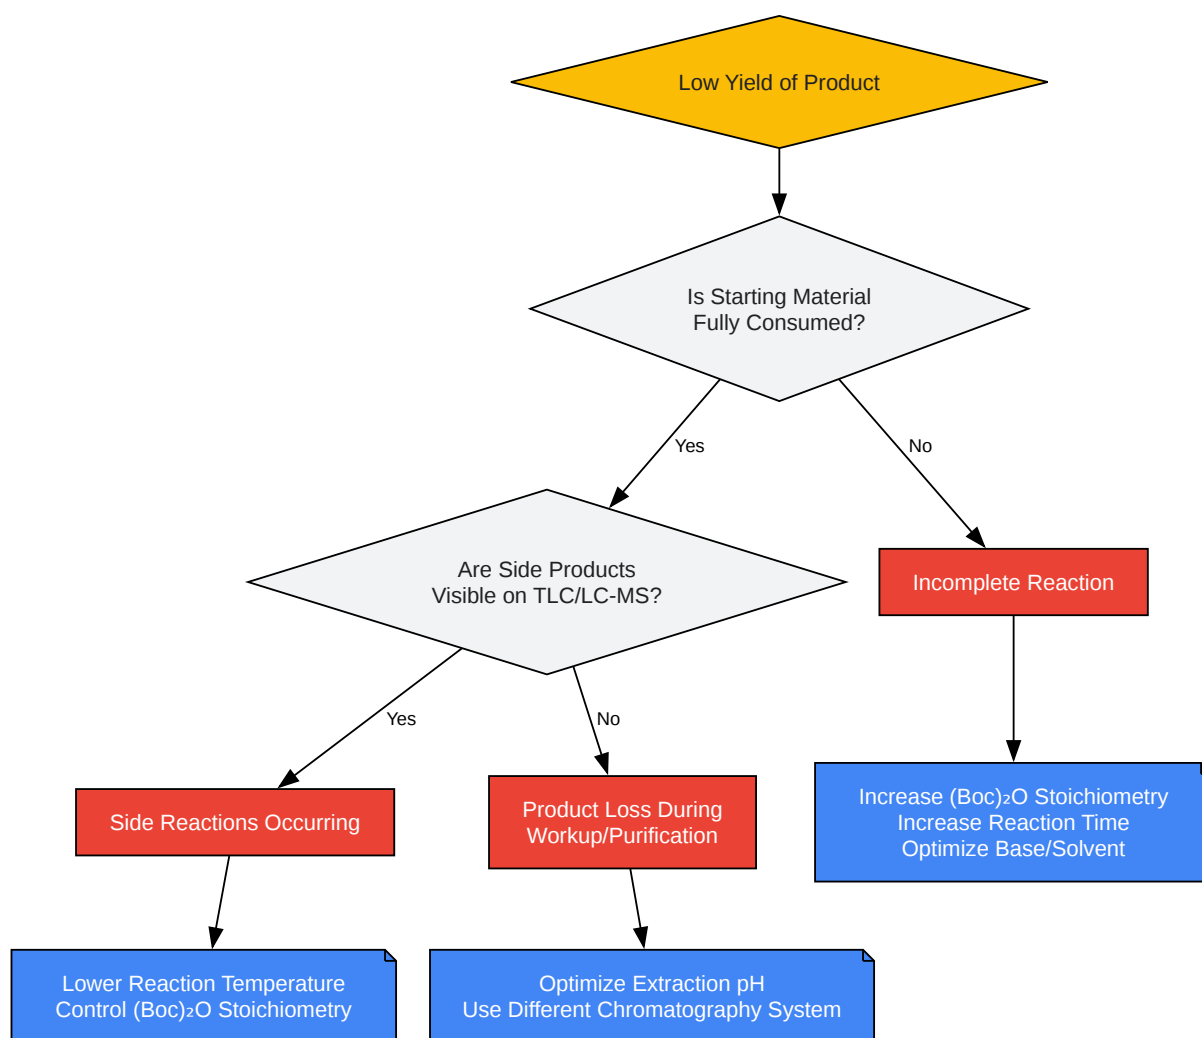 Low Yield of Product
Is Starting Material
Fully Consumed?
Yes
No
Are Side Products
Visible on TLC/LC-MS?
Incomplete Reaction
Yes
No
Side Reactions Occurring
Product Loss During
Workup/Purification
Increase (Boc)₂O Stoichiometry
Increase Reaction Time
Optimize Base/Solvent
Lower Reaction Temperature
Control (Boc)₂O Stoichiometry
Optimize Extraction pH
Use Different Chromatography System